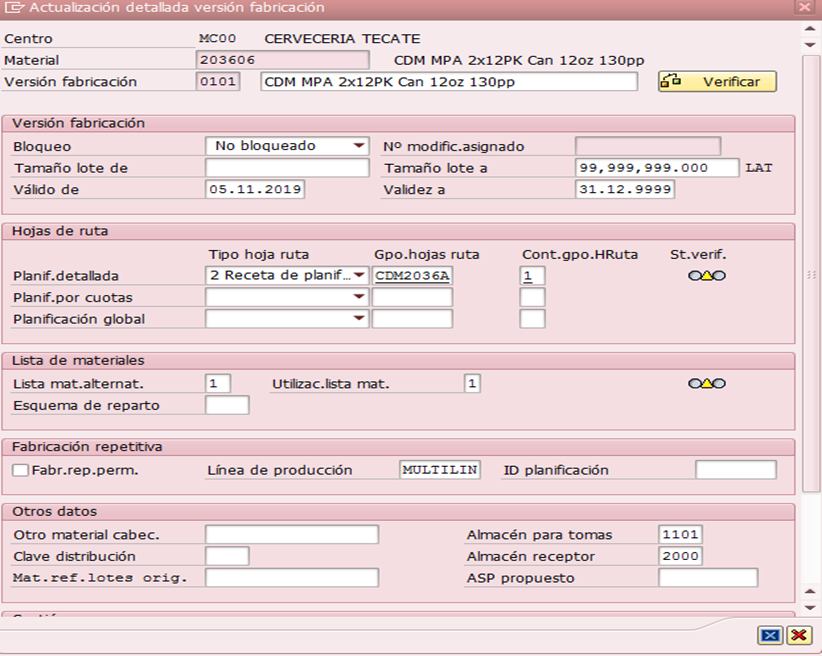 Actualización detallada versión fabricación
Centro MC00 CERVECERIA TECATE
Material 203606 CDM MPA 2x12PK Can 12oz 130pp
Versión fabricación 0101 CDM MPA 2x12PK Can 12oz 130pp Verificar
Versión fabricación
Bloqueo No bloqueado Nº modific.asignado
Tamaño lote de Tamaño lote a 99,999,999.000 LAT
Válido de 05.11.2019 Validez a 31.12.9999
Hojas de ruta
Tipo hoja ruta Gpo.hojas ruta Cont.gpo.HRuta St.verif.
Planif.detallada 2 Receta de planif... CDM2036A 1
Planif.por cuotas
Planificación global
Lista de materiales
Lista mat.alternat. 1 Utilizac.lista mat. 1
Esquema de reparto
Fabricación repetitiva
Fabr.rep.perm. Línea de producción MULTILIN ID planificación
Otros datos
Otro material cabec. Almacén para tomas 1101
Clave distribución Almacén receptor 2000
Mat.ref.lotes orig. ASP propuesto